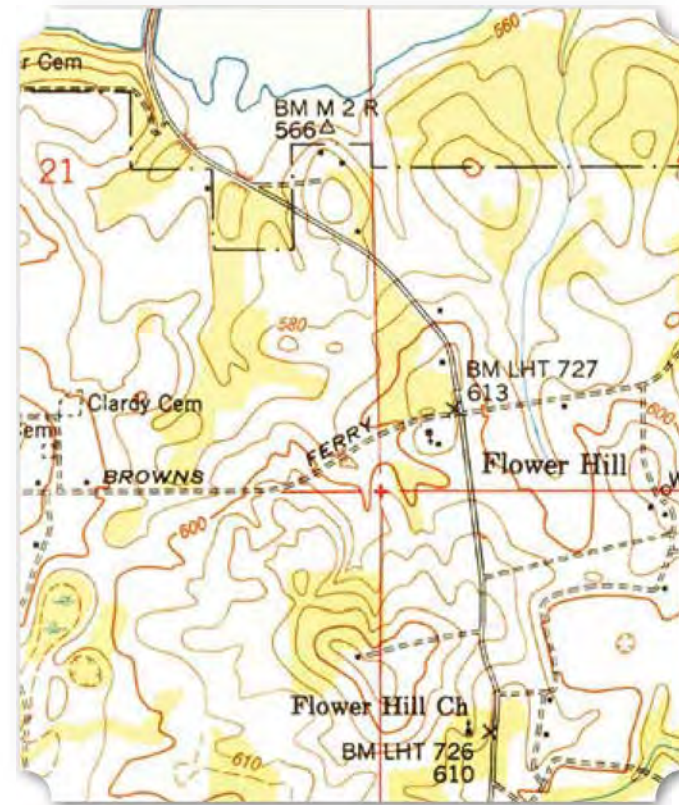 560
r Cem
BM M 2 R
566
21
580
BM LHT 727
613
Clardy Cem
600
FERRY
em
BROWNS
Flower Hill
600
Flower Hill Ch
BM LHT 726
610
610